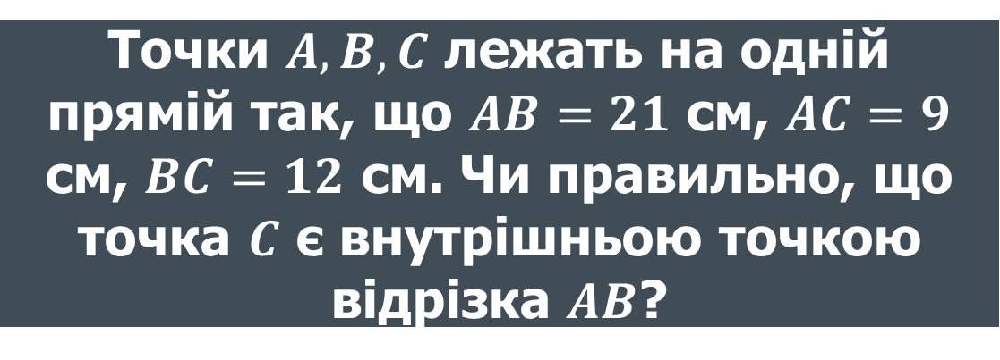 Точки A, B, C лежать на одній
прямій так, що AB = 21 см, AC = 9
см, BC = 12 см. Чи правильно, що
точка C є внутрішньою точкою
відрізка AB?